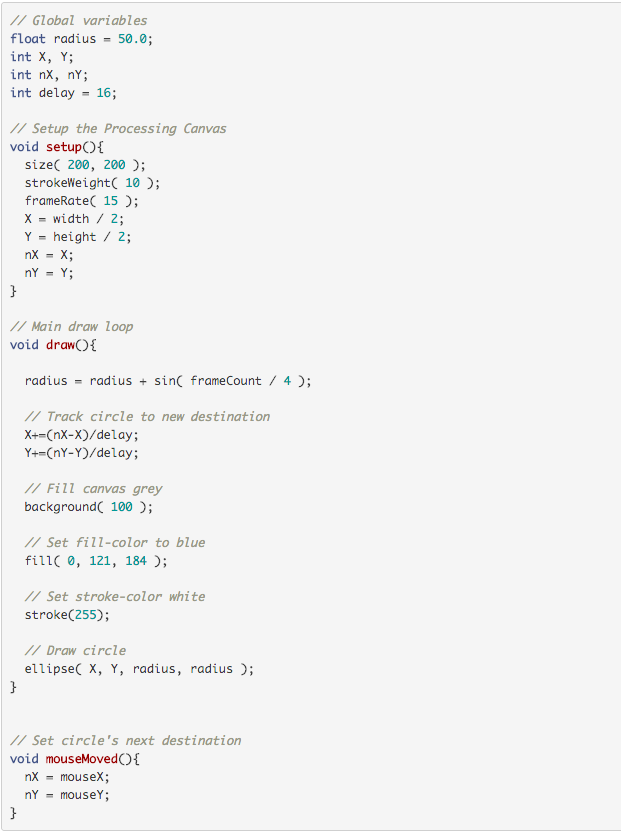 // Global variables
float radius = 50.0;
int X, Y;
int nX, nY;
int delay = 16;
// Setup the Processing Canvas
void setup(){
size( 200, 200 );
strokeWeight( 10 );
frameRate( 15 );
X = width / 2;
Y = height / 2;
nX = X;
nY = Y;
}
// Main draw loop
void draw(){
radius = radius + sin( frameCount / 4 );
// Track circle to new destination
X+=(nX-X)/delay;
Y+=(nY-Y)/delay;
// Fill canvas grey
background( 100 );
// Set fill-color to blue
fill( 0, 121, 184 );
// Set stroke-color white
stroke(255);
// Draw circle
ellipse( X, Y, radius, radius );
}
// Set circle's next destination
void mouseMoved(){
nX = mouseX;
nY = mouseY;
}